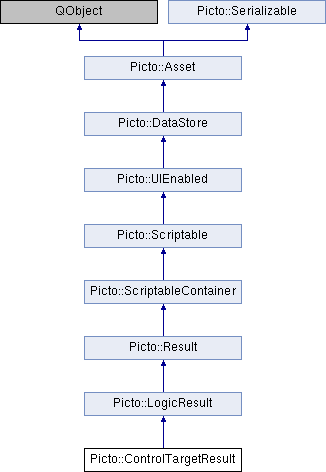 QObject
Picto::Serializable
Picto::Asset
Picto::DataStore
Picto::UIEnabled
Picto::Scriptable
Picto::ScriptableContainer
Picto::Result
Picto::LogicResult
Picto::ControlTargetResult